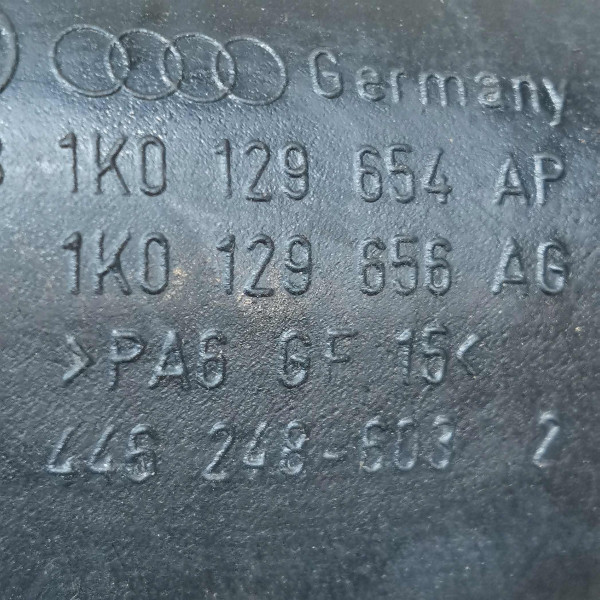 Germany
1K0 129 654 AP
1K0 129 656 AG
>PA6 GF 15<
446 248-603 2